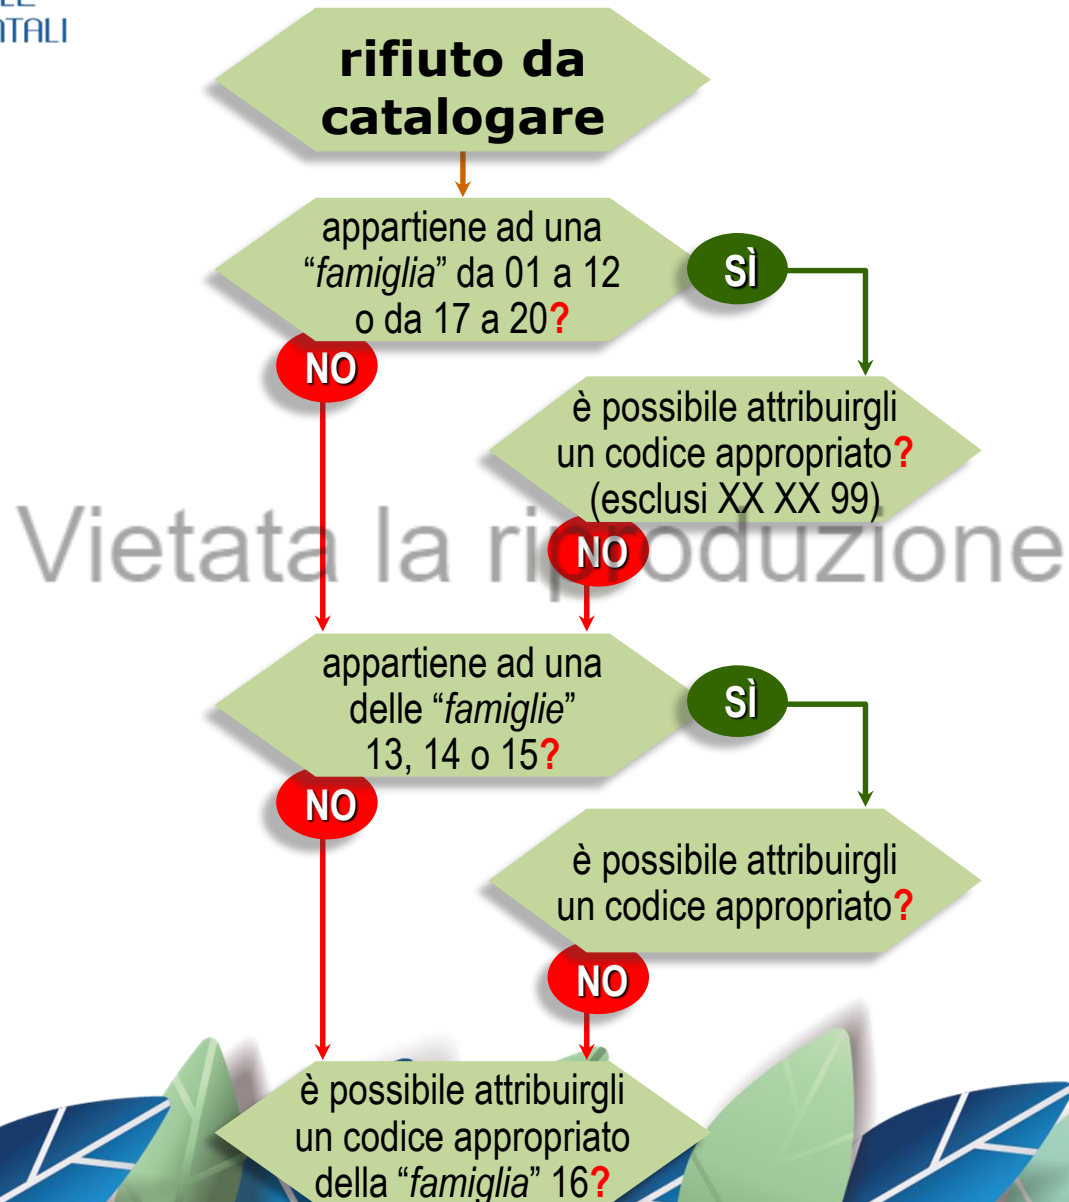 ITALI
rifiuto da
catalogare
appartiene ad una
“famiglia” da 01 a 12
o da 17 a 20?
SÌ
NO
è possibile attribuirgli
un codice appropriato?
(esclusi XX XX 99)
Vietata la riproduzione
NO
appartiene ad una
delle “famiglie”
13, 14 o 15?
SÌ
NO
è possibile attribuirgli
un codice appropriato?
NO
è possibile attribuirgli
un codice appropriato
della “famiglia” 16?